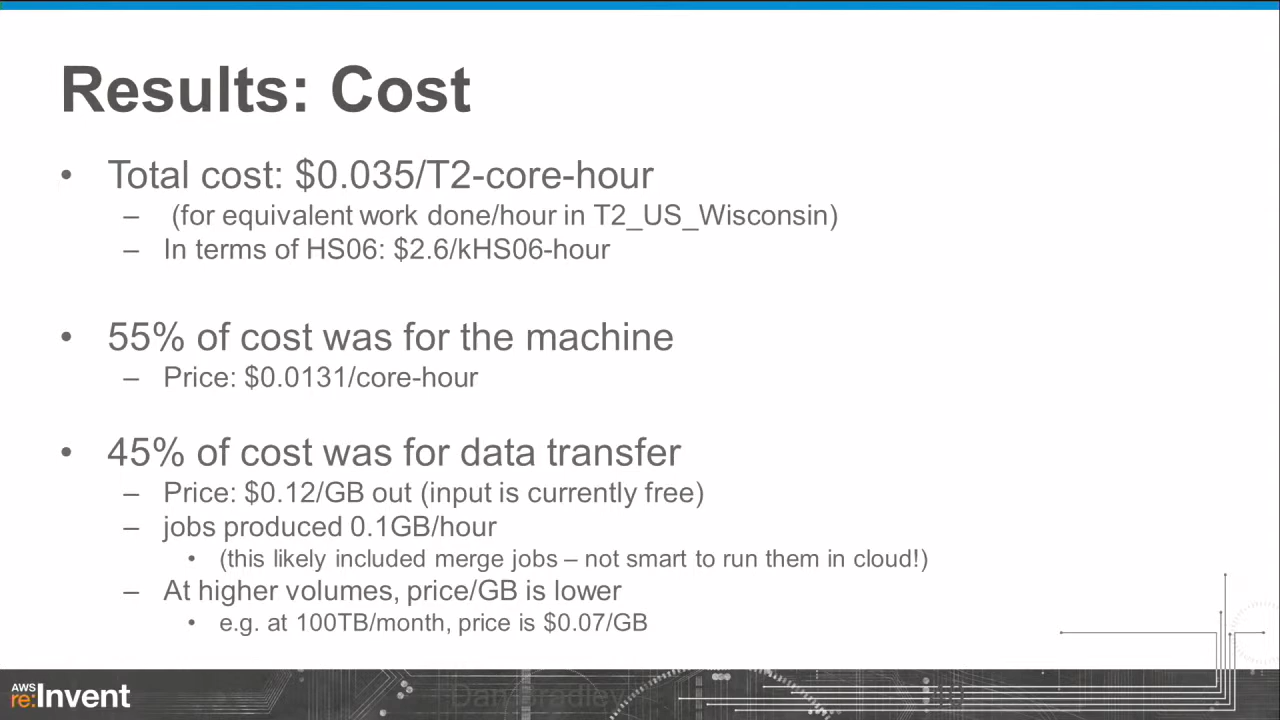 Results: Cost
• Total cost: $0.035/T2-core-hour
– (for equivalent work done/hour in T2_US_Wisconsin)
– In terms of HS06: $2.6/kHS06-hour
• 55% of cost was for the machine
– Price: $0.0131/core-hour
• 45% of cost was for data transfer
– Price: $0.12/GB out (input is currently free)
– jobs produced 0.1GB/hour
• (this likely included merge jobs – not smart to run them in cloud!)
– At higher volumes, price/GB is lower
• e.g. at 100TB/month, price is $0.07/GB
AWS
re:Invent
Dan Bradley